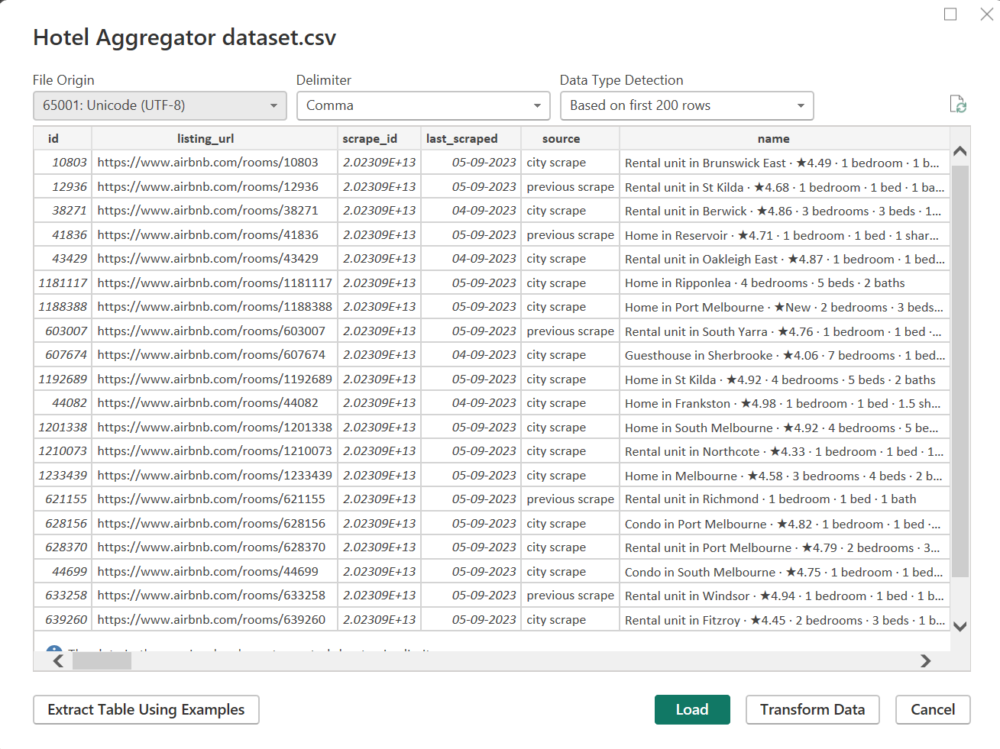 Hotel Aggregator dataset.csv
File Origin Delimiter Data Type Detection
65001: Unicode (UTF-8) Comma Based on first 200 rows
id listing_url scrape_id last_scraped source name
10803 https://www.airbnb.com/rooms/10803 2.02309E+13 05-09-2023 city scrape Rental unit in Brunswick East · ★4.49 · 1 bedroom · 1 b...
12936 https://www.airbnb.com/rooms/12936 2.02309E+13 05-09-2023 previous scrape Rental unit in St Kilda · ★4.68 · 1 bedroom · 1 bed · 1 ba...
38271 https://www.airbnb.com/rooms/38271 2.02309E+13 04-09-2023 city scrape Rental unit in Berwick · ★4.86 · 3 bedrooms · 3 beds · 1...
41836 https://www.airbnb.com/rooms/41836 2.02309E+13 05-09-2023 previous scrape Home in Reservoir · ★4.71 · 1 bedroom · 1 bed · 1 shar...
43429 https://www.airbnb.com/rooms/43429 2.02309E+13 04-09-2023 city scrape Rental unit in Oakleigh East · ★4.87 · 1 bedroom · 1 bed...
1181117 https://www.airbnb.com/rooms/1181117 2.02309E+13 05-09-2023 city scrape Home in Ripponlea · 4 bedrooms · 5 beds · 2 baths
1188388 https://www.airbnb.com/rooms/1188388 2.02309E+13 05-09-2023 city scrape Home in Port Melbourne · ★New · 2 bedrooms · 3 beds...
603007 https://www.airbnb.com/rooms/603007 2.02309E+13 05-09-2023 previous scrape Rental unit in South Yarra · ★4.76 · 1 bedroom · 1 bed ·...
607674 https://www.airbnb.com/rooms/607674 2.02309E+13 04-09-2023 city scrape Guesthouse in Sherbrooke · ★4.06 · 7 bedrooms · 1 bed...
1192689 https://www.airbnb.com/rooms/1192689 2.02309E+13 05-09-2023 city scrape Home in St Kilda · ★4.92 · 4 bedrooms · 5 beds · 2 baths
44082 https://www.airbnb.com/rooms/44082 2.02309E+13 04-09-2023 city scrape Home in Frankston · ★4.98 · 1 bedroom · 1 bed · 1.5 sh...
1201338 https://www.airbnb.com/rooms/1201338 2.02309E+13 05-09-2023 city scrape Home in South Melbourne · ★4.92 · 4 bedrooms · 5 be...
1210073 https://www.airbnb.com/rooms/1210073 2.02309E+13 05-09-2023 city scrape Rental unit in Northcote · ★4.33 · 1 bedroom · 1 bed · 1...
1233439 https://www.airbnb.com/rooms/1233439 2.02309E+13 05-09-2023 city scrape Home in Melbourne · ★4.58 · 3 bedrooms · 4 beds · 2 b...
621155 https://www.airbnb.com/rooms/621155 2.02309E+13 05-09-2023 previous scrape Rental unit in Richmond · 1 bedroom · 1 bed · 1 bath
628156 https://www.airbnb.com/rooms/628156 2.02309E+13 05-09-2023 city scrape Condo in Port Melbourne · ★4.82 · 1 bedroom · 1 bed ·...
628370 https://www.airbnb.com/rooms/628370 2.02309E+13 05-09-2023 city scrape Rental unit in Port Melbourne · ★4.79 · 2 bedrooms · 3...
44699 https://www.airbnb.com/rooms/44699 2.02309E+13 05-09-2023 city scrape Condo in South Melbourne · ★4.75 · 1 bedroom · 1 bed...
633258 https://www.airbnb.com/rooms/633258 2.02309E+13 05-09-2023 previous scrape Rental unit in Windsor · ★4.94 · 1 bedroom · 1 bed · 1 b...
639260 https://www.airbnb.com/rooms/639260 2.02309E+13 05-09-2023 city scrape Rental unit in Fitzroy · ★4.45 · 2 bedrooms · 3 beds · 1 b...
Extract Table Using Examples Load Transform Data Cancel